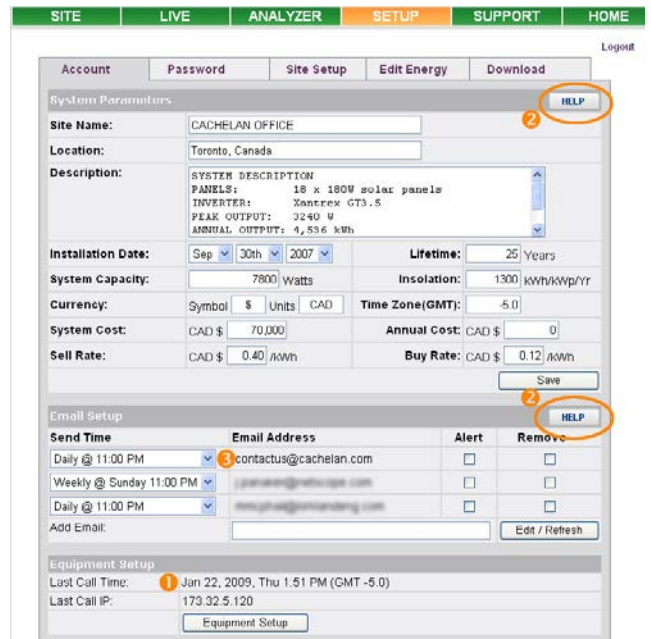 SITE LIVE ANALYZER SETUP SUPPORT HOME
Logout
Account Password Site Setup Edit Energy Download
System Parameters HELP
2
Site Name: CACHELAN OFFICE
Location: Toronto, Canada
Description: SYSTEM DESCRIPTION
PANELS: 18 x 180W solar panels
INVERTER: Xantrex GT3.5
PEAK OUTPUT: 3240 W
ANNUAL OUTPUT: 4,536 kWh
Installation Date: Sep 30th 2007 Lifetime: 25 Years
System Capacity: 7800 Watts Insolation: 1300 kWh/kWp/Yr
Currency: Symbol $ Units CAD Time Zone(GMT): -5.0
System Cost: CAD $ 70,000 Annual Cost: CAD $ 0
Sell Rate: CAD $ 0.40 /kWh Buy Rate: CAD $ 0.12 /kWh
Save
2
Email Setup HELP
Send Time Email Address Alert Remove
Daily @ 11:00 PM 3 contactus@cachelan.com
Weekly @ Sunday 11:00 PM
Daily @ 11:00 PM
Add Email: Edit / Refresh
Equipment Setup
Last Call Time: 1 Jan 22, 2009, Thu 1:51 PM (GMT -5.0)
Last Call IP: 173.32.5.120
Equipment Setup